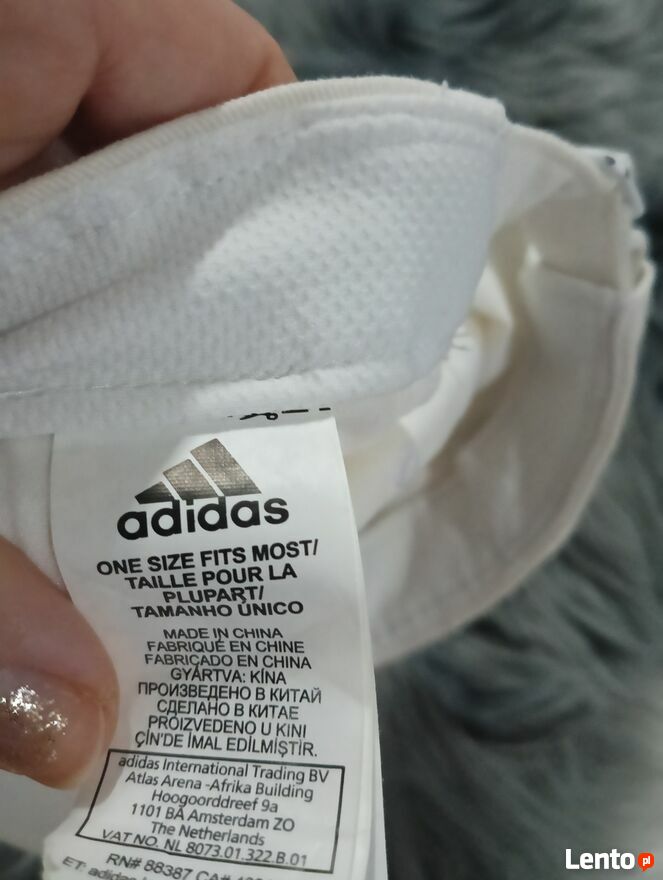 adidas
ONE SIZE FITS MOST/
TAILLE POUR LA
PLUPART/
TAMANHO ÚNICO
MADE IN CHINA
FABRIQUÉ EN CHINE
FABRICADO EN CHINA
GYÁRTVA: KÍNA
ПРОИЗВЕДЕНО В КИТАЙ
СДЕЛАНО В КИТАЕ
PROIZVEDENO U KINI
ÇİN'DE İMAL EDİLMİŞTİR.
adidas International Trading BV
Atlas Arena -Afrika Building
Hoogoorddreef 9a
1101 BA Amsterdam ZO
The Netherlands
VAT NO. NL 8073.01.322.B.01
RN# 88387 CA#
ET: adidas
Lento.pl